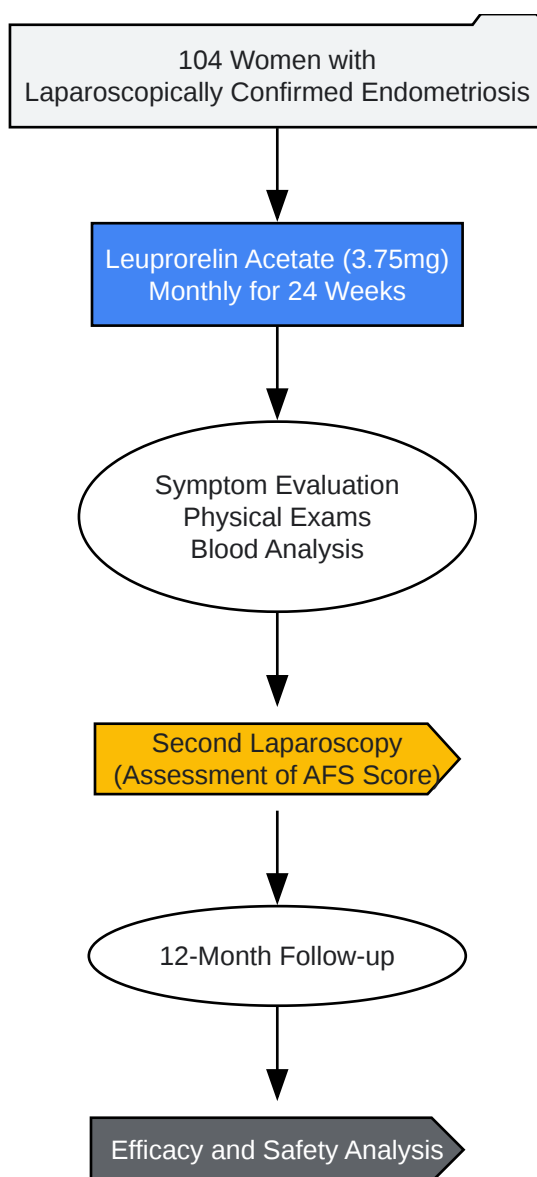 104 Women with
Laparoscopically Confirmed Endometriosis
Leuprorelin Acetate (3.75mg)
Monthly for 24 Weeks
Symptom Evaluation
Physical Exams
Blood Analysis
Second Laparoscopy
(Assessment of AFS Score)
12-Month Follow-up
Efficacy and Safety Analysis